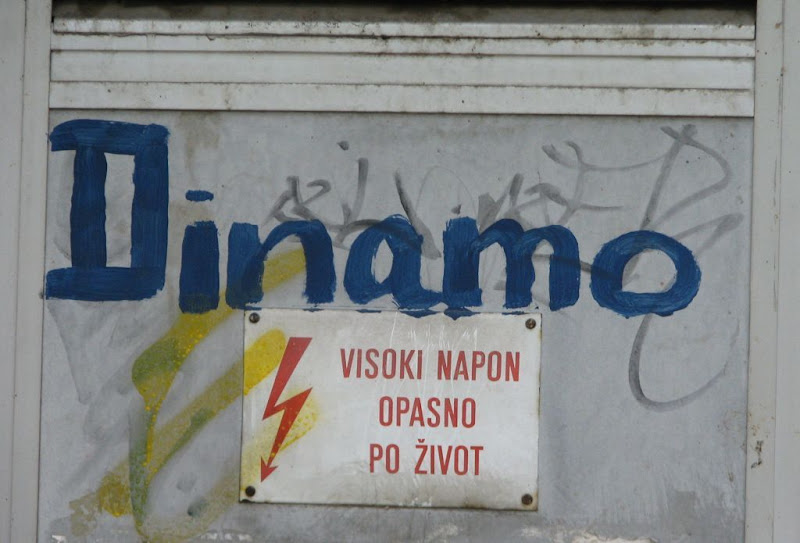 Dinamo
VISOKI NAPON
OPASNO
PO ŽIVOT